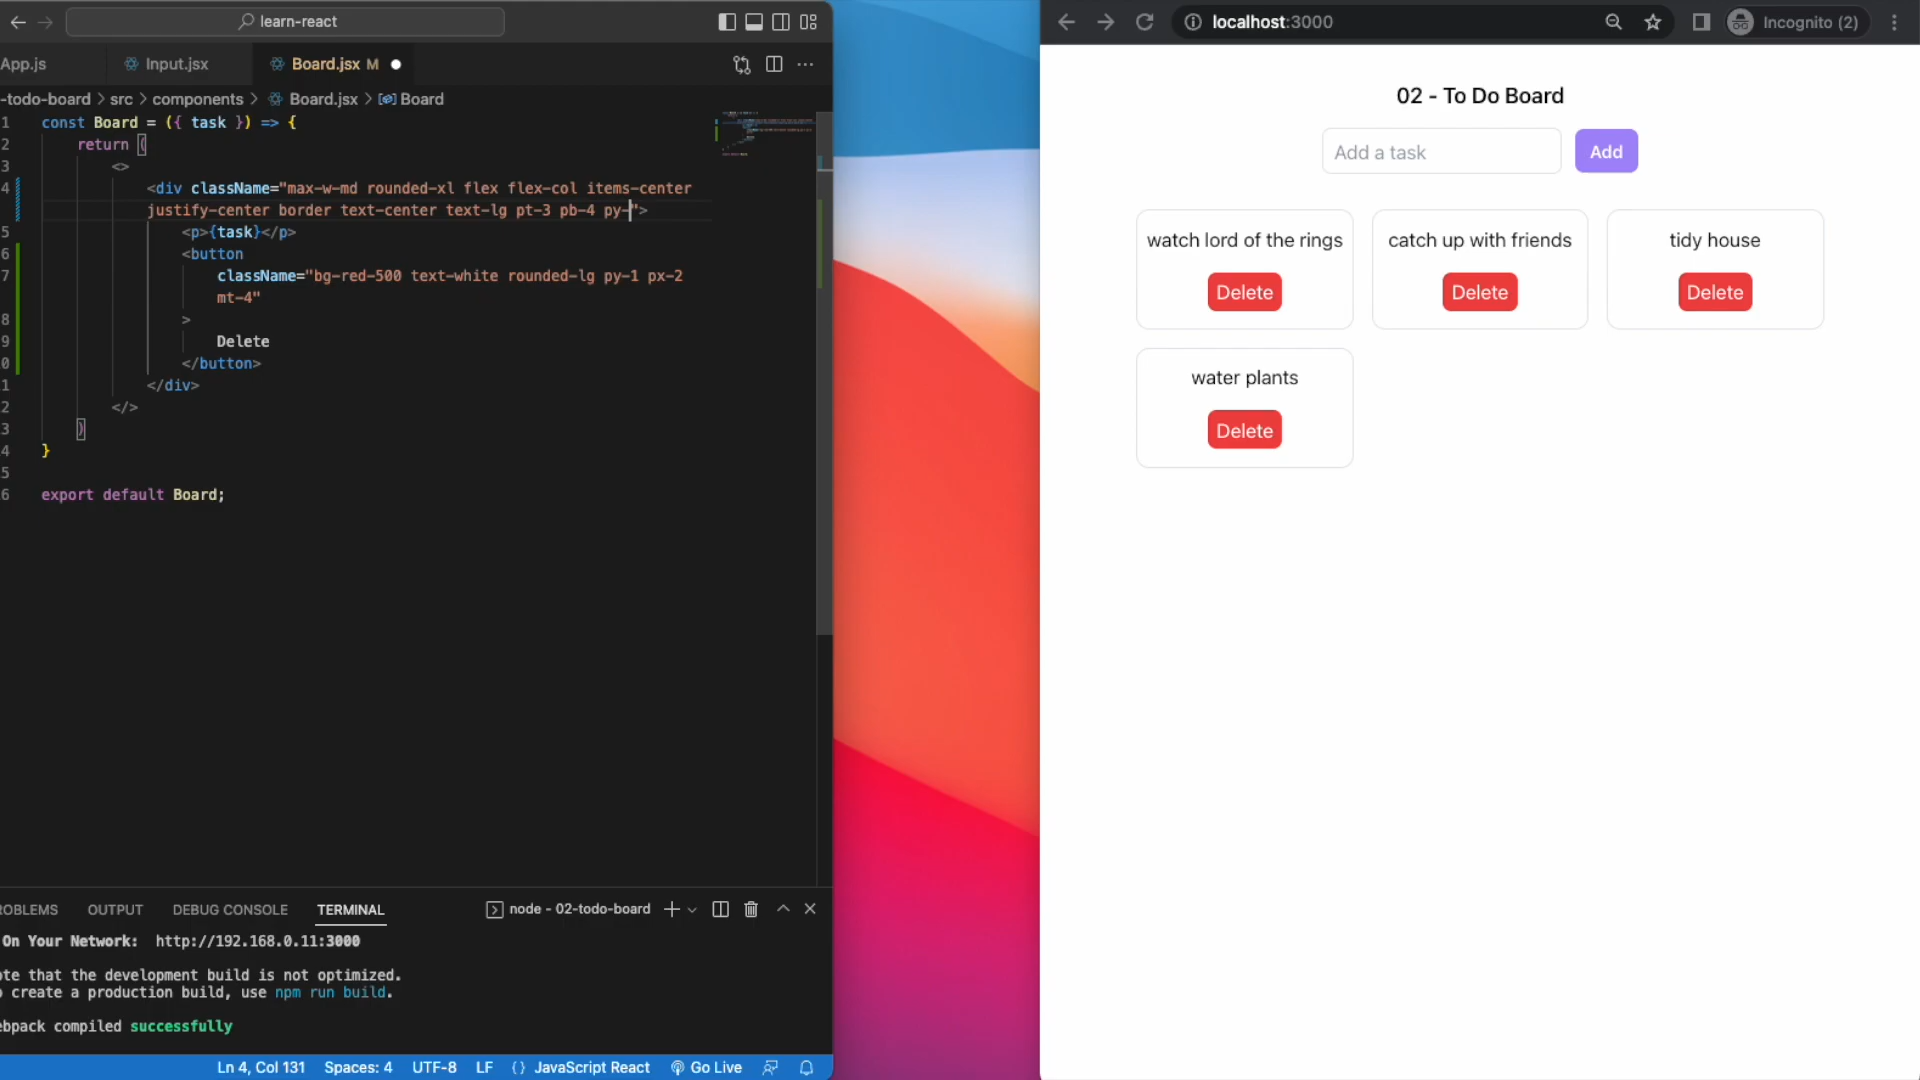 learn-react
App.js
Input.jsx
Board.jsx M
-todo-board > src > components > Board.jsx > Board
1 const Board = ({ task }) => {
2 return (
3 <>
4 <div className="max-w-md rounded-xl flex flex-col items-center
justify-center border text-center text-lg pt-3 pb-4 py-">
5 <p>{task}</p>
6 <button
7 className="bg-red-500 text-white rounded-lg py-1 px-2
mt-4"
8 >
9 Delete
0 </button>
1 </div>
2 </>
3 )
4 }
5
6 export default Board;
ROBLEMS OUTPUT DEBUG CONSOLE TERMINAL
node - 02-todo-board
On Your Network: http://192.168.0.11:3000
ote that the development build is not optimized.
o create a production build, use npm run build.
ebpack compiled successfully
Ln 4, Col 131 Spaces: 4 UTF-8 LF {} JavaScript React Go Live
localhost:3000
Incognito (2)
02 - To Do Board
Add a task
Add
watch lord of the rings
Delete
catch up with friends
Delete
tidy house
Delete
water plants
Delete